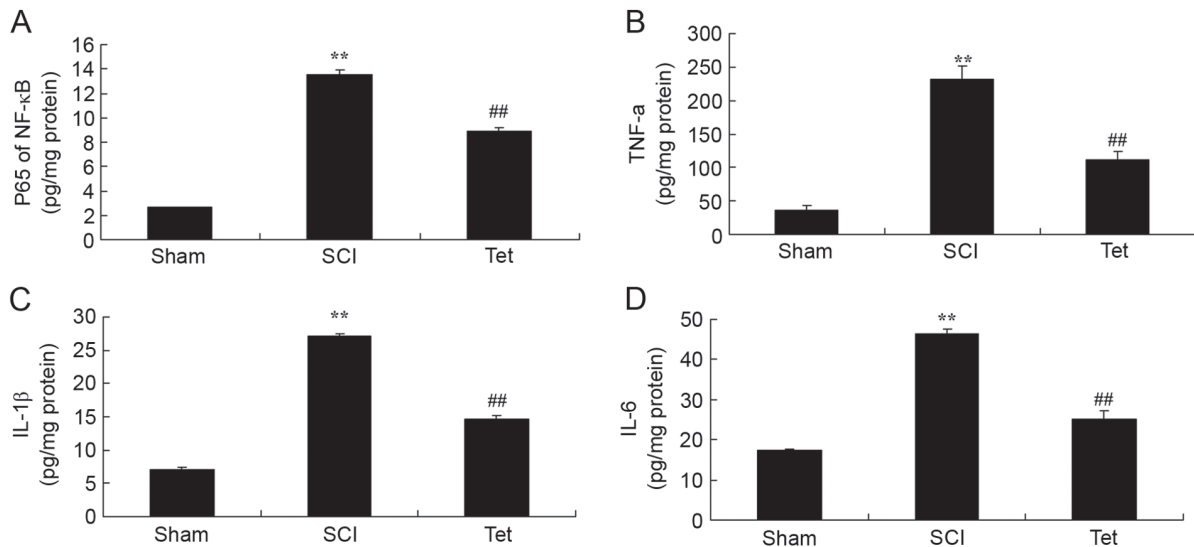 A
P65 of NF-κB
(pg/mg protein)
16
14
12
10
8
6
4
2
0
**
##
Sham SCI Tet
B
TNF-a
(pg/mg protein)
300
250
200
150
100
50
0
**
##
Sham SCI Tet
C
IL-1β
(pg/mg protein)
30
25
20
15
10
5
0
**
##
Sham SCI Tet
D
IL-6
(pg/mg protein)
50
40
30
20
10
0
**
##
Sham SCI Tet